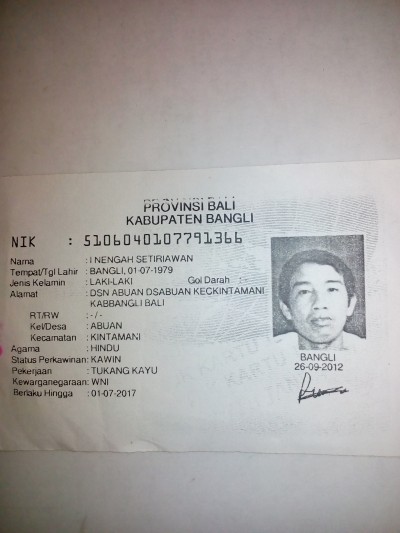 PROVINSI BALI
KABUPATEN BANGLI
NIK : 5106040107791366
Nama : I NENGAH SETIRIAWAN
Tempat/Tgl Lahir : BANGLI, 01-07-1979
Jenis Kelamin : LAKI-LAKI Gol Darah : -
Alamat : DSN ABUAN DSABUAN KECKINTAMANI
KABBANGLI BALI
RT/RW : -/-
Kel/Desa : ABUAN
Kecamatan : KINTAMANI
Agama : HINDU
Status Perkawinan: KAWIN
Pekerjaan : TUKANG KAYU
Kewarganegaraan: WNI
Berlaku Hingga : 01-07-2017
BANGLI
26-09-2012